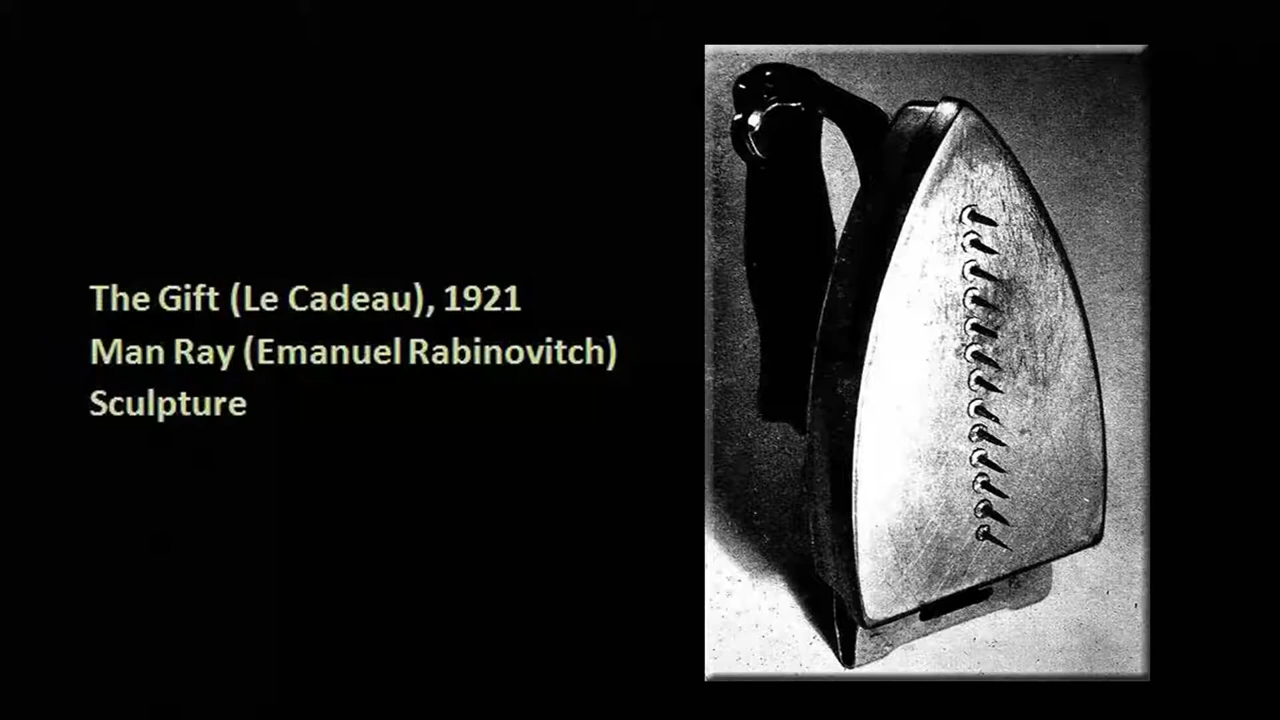 The Gift (Le Cadeau), 1921
Man Ray (Emanuel Rabinovitch)
Sculpture